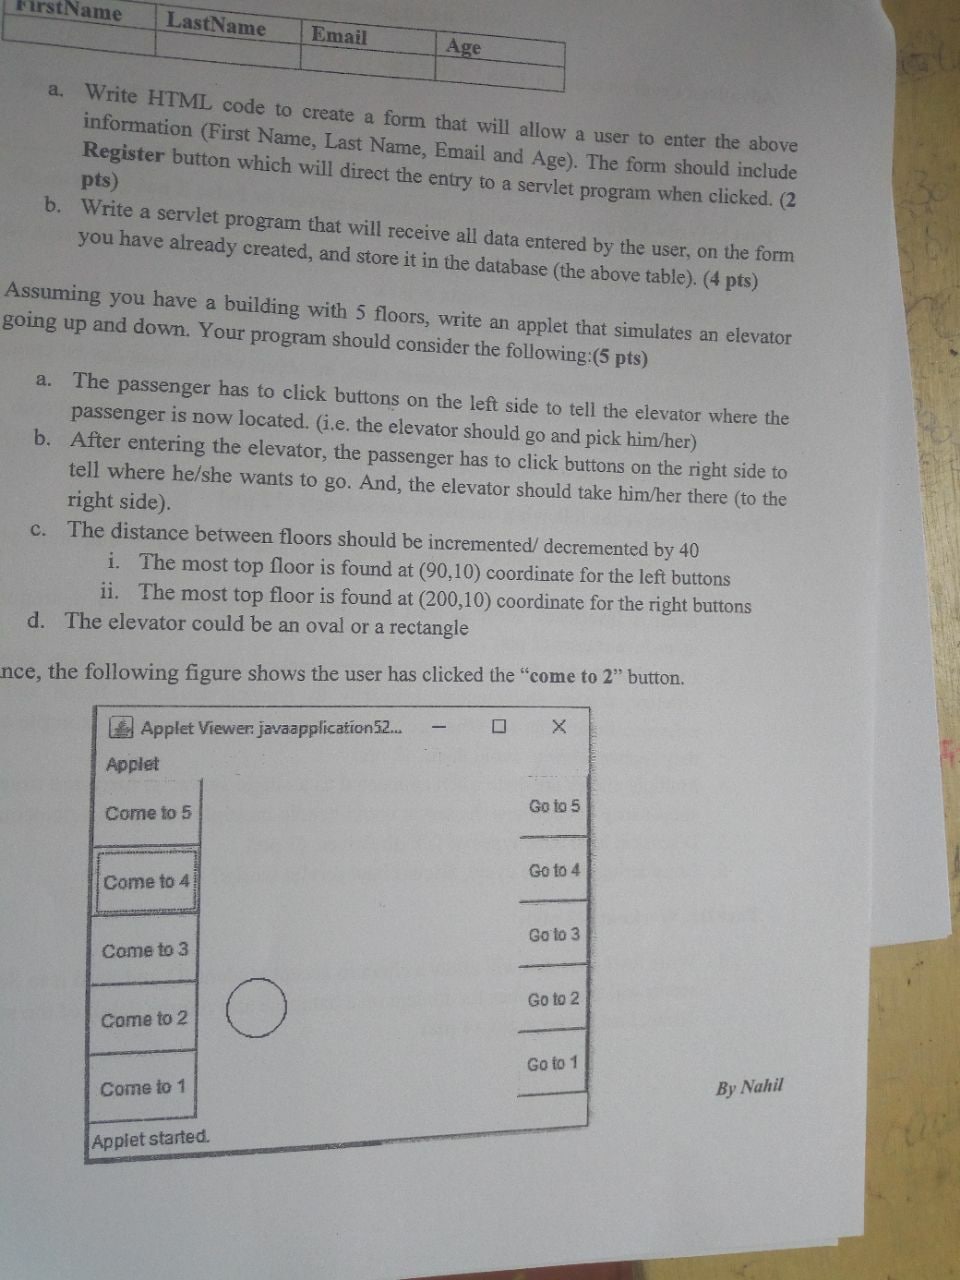 FirstName LastName Email Age
a. Write HTML code to create a form that will allow a user to enter the above
information (First Name, Last Name, Email and Age). The form should include
Register button which will direct the entry to a servlet program when clicked. (2
pts)
b. Write a servlet program that will receive all data entered by the user, on the form
you have already created, and store it in the database (the above table). (4 pts)
Assuming you have a building with 5 floors, write an applet that simulates an elevator
going up and down. Your program should consider the following:(5 pts)
a. The passenger has to click buttons on the left side to tell the elevator where the
passenger is now located. (i.e. the elevator should go and pick him/her)
b. After entering the elevator, the passenger has to click buttons on the right side to
tell where he/she wants to go. And, the elevator should take him/her there (to the
right side).
c. The distance between floors should be incremented/ decremented by 40
i. The most top floor is found at (90,10) coordinate for the left buttons
ii. The most top floor is found at (200,10) coordinate for the right buttons
d. The elevator could be an oval or a rectangle
nce, the following figure shows the user has clicked the “come to 2” button.
Applet Viewer: javaapplication52...
Applet
Come to 5 Go to 5
Come to 4 Go to 4
Come to 3 Go to 3
Come to 2 Go to 2
Come to 1 Go to 1
Applet started.
By Nahil